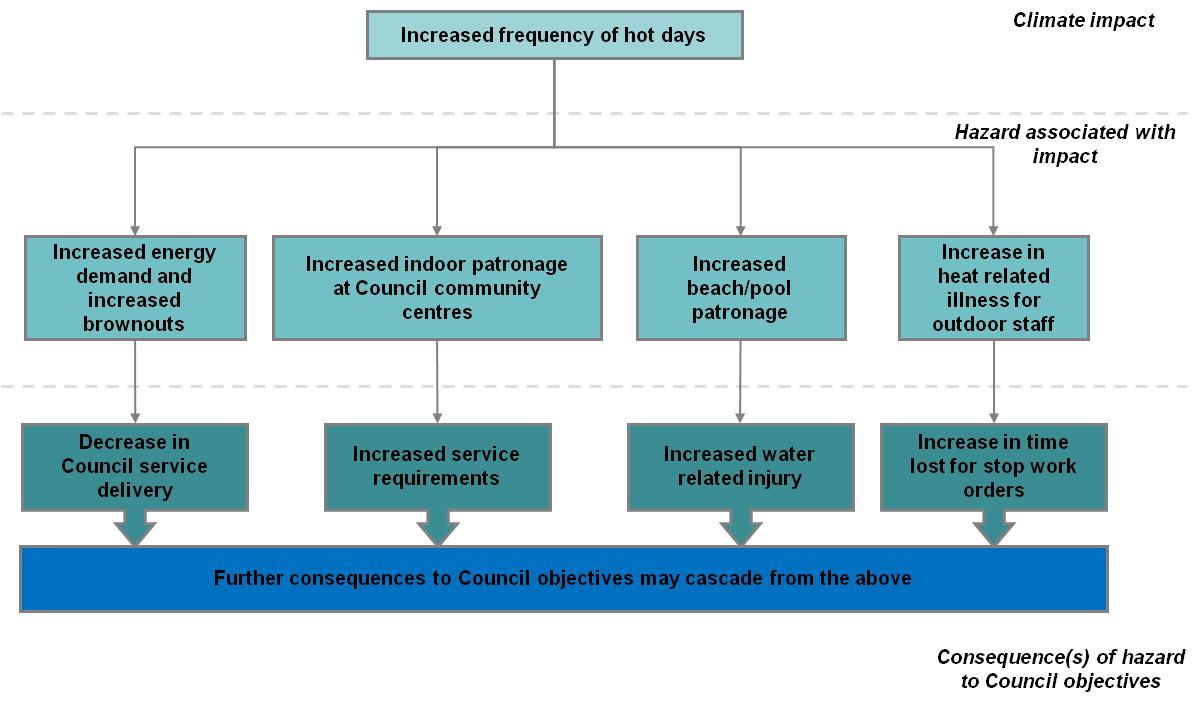 Climate impact
Increased frequency of hot days
Hazard associated with
impact
Increased energy
demand and
increased
brownouts
Increased indoor patronage
at Council community
centres
Increased
beach/pool
patronage
Increase in
heat related
illness for
outdoor staff
Decrease in
Council service
delivery
Increased service
requirements
Increased water
related injury
Increase in time
lost for stop work
orders
Further consequences to Council objectives may cascade from the above
Consequence(s) of hazard
to Council objectives